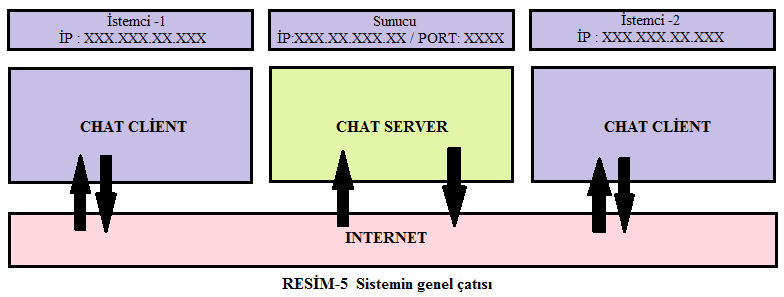 İstemci -1
İP : XXX.XXX.XX.XXX
Sunucu
İP:XXX.XX.XXX.XX / PORT: XXXX
İstemci -2
İP : XXX.XXX.XX.XXX
CHAT CLİENT
CHAT SERVER
CHAT CLİENT
INTERNET
RESİM-5 Sistemin genel çatısı